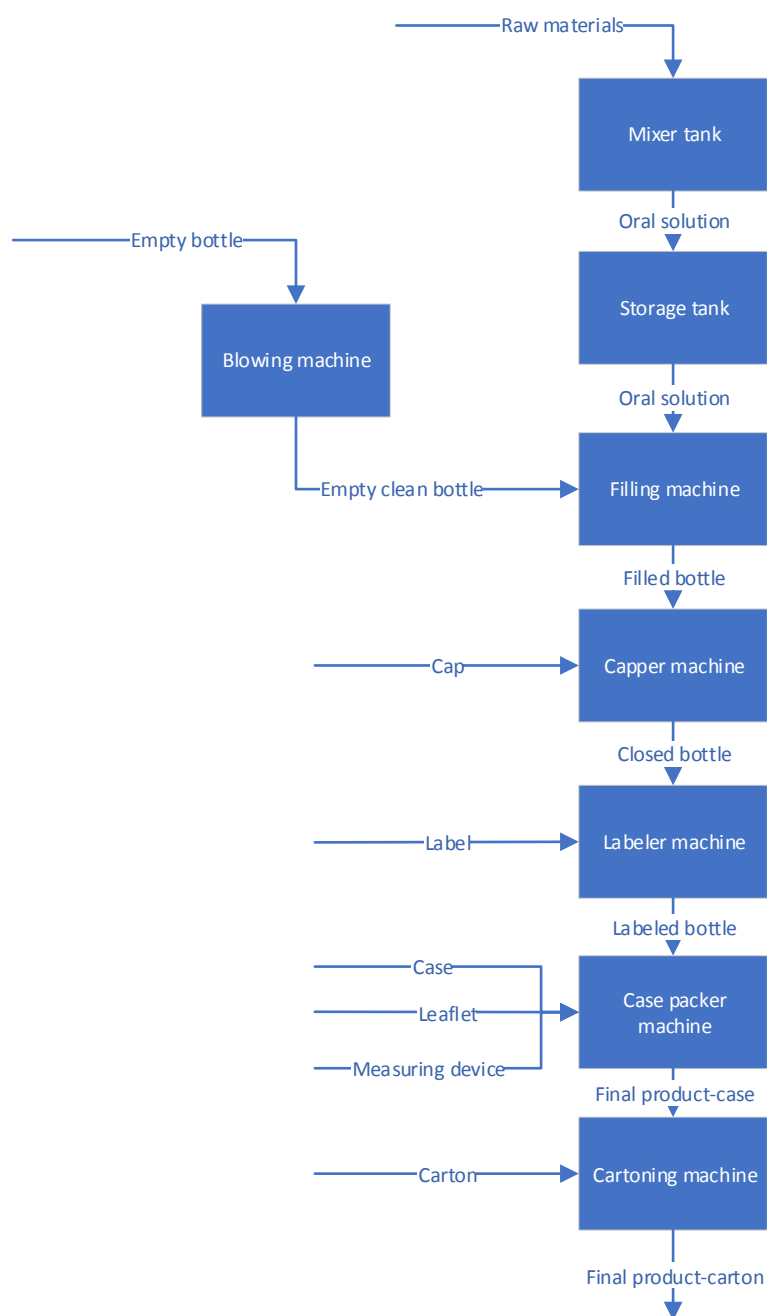 Raw materials
Mixer tank
Oral solution
Empty bottle
Storage tank
Blowing machine
Oral solution
Empty clean bottle
Filling machine
Filled bottle
Cap
Capper machine
Closed bottle
Label
Labeler machine
Labeled bottle
Case
Leaflet
Measuring device
Case packer
machine
Final product-case
Carton
Cartoning machine
Final product-carton